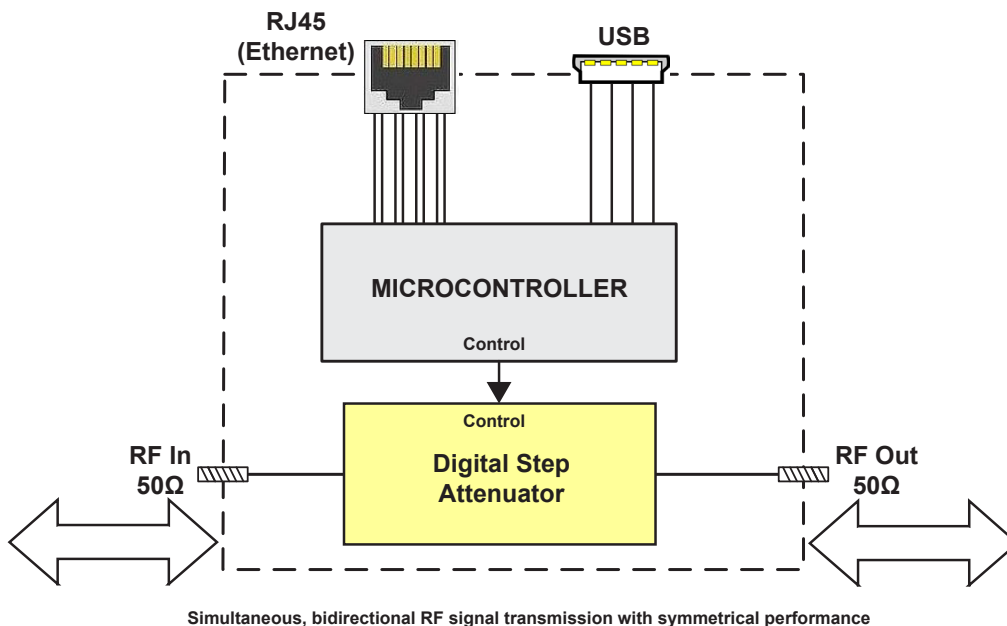 RJ45
(Ethernet)
USB
MICROCONTROLLER
Control
Control
Digital Step
Attenuator
RF In
50Ω
RF Out
50Ω
Simultaneous, bidirectional RF signal transmission with symmetrical performance